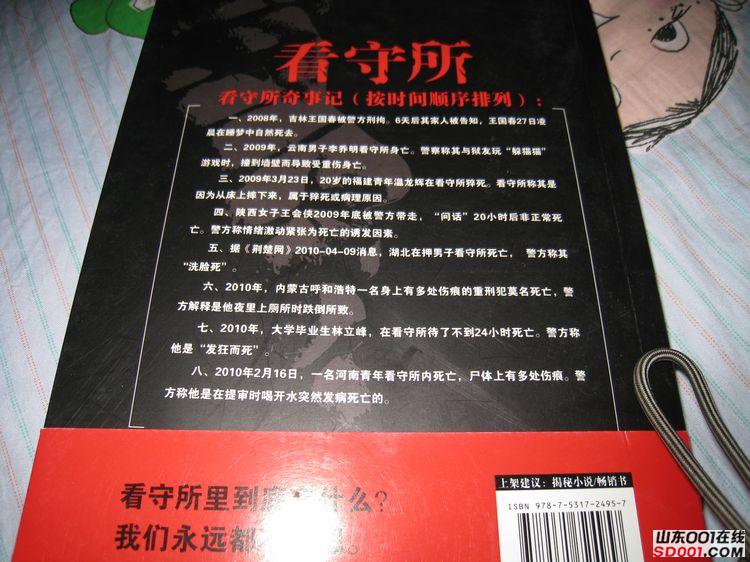 看守所
看守所奇事记（按时间顺序排列）：
一、2008年，吉林王国春被警方刑拘。6天后其家人被告知，王国春27日凌
晨在睡梦中自然死去。
二、2009年，云南男子李乔明看守所身亡。警察称其与狱友玩“躲猫猫”
游戏时，撞到墙壁而导致受重伤身亡。
三、2009年3月23日，20岁的福建青年温龙辉在看守所猝死。看守所称其是
因为从床上摔下来，属于猝死或病理原因。
四、陕西女子王会侠2009年底被警方带走，“问话”20小时后非正常死
亡。警方称情绪激动紧张为死亡的诱发因素。
五、据《荆楚网》2010-04-09消息，湖北在押男子看守所死亡， 警方称其
“洗脸死”。
六、2010年，内蒙古呼和浩特一名身上有多处伤痕的重刑犯莫名死亡，警
方解释是他夜里上厕所时跌倒所致。
七、2010年，大学毕业生林立峰，在看守所待了不到24小时死亡。警方称
他是“发狂而死”。
八、2010年2月16日，一名河南青年看守所内死亡，尸体上有多处伤痕。警
方称他是在提审时喝开水突然发病死亡的。
看守所里到 什么？
我们永远都 。
上架建议：揭秘小说/畅销书
ISBN 978-7-5317-2495-7
山东001在线
SD001.COM